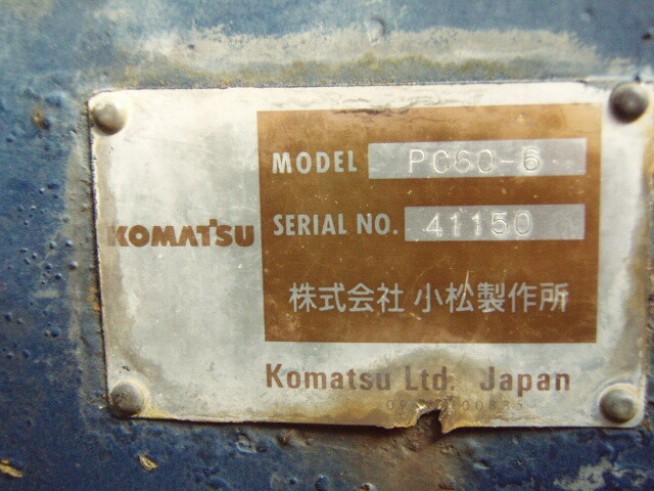 MODEL PC60-6
KOMATSU
SERIAL NO. 41150
株式会社 小松製作所
Komatsu Ltd. Japan